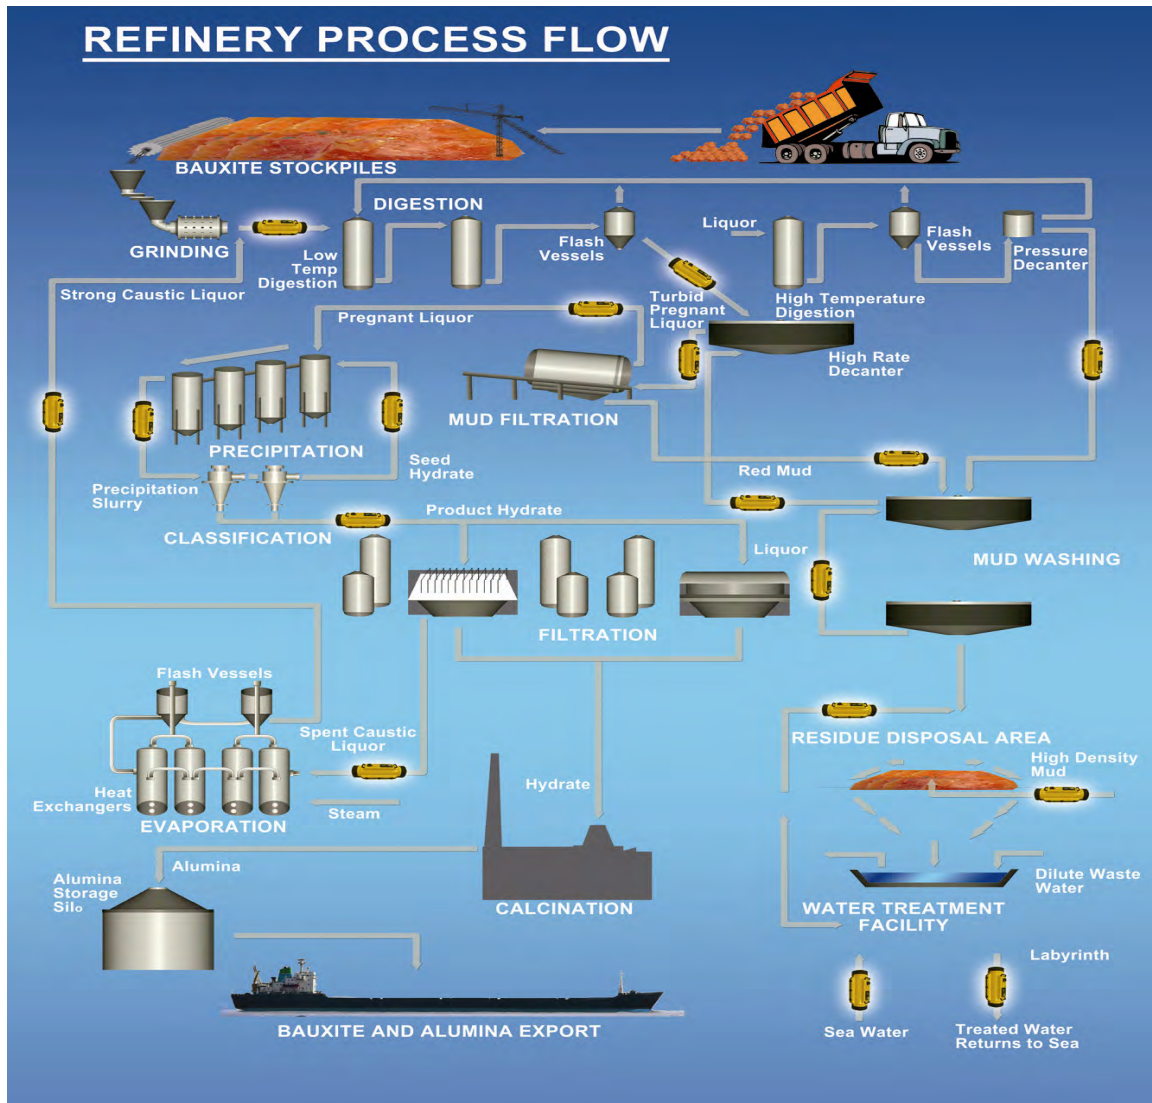 REFINERY PROCESS FLOW
BAUXITE STOCKPILES
DIGESTION
GRINDING
Low
Temp
Digestion
Flash
Vessels
Liquor
Flash
Vessels
Pressure
Decanter
Strong Caustic Liquor
Turbid
Pregnant
Liquor
High Temperature
Digestion
Pregnant Liquor
High Rate
Decanter
MUD FILTRATION
PRECIPITATION
Precipitation
Slurry
Seed
Hydrate
Red Mud
CLASSIFICATION
Product Hydrate
Liquor
MUD WASHING
FILTRATION
Flash Vessels
Spent Caustic
Liquor
Heat
Exchangers
EVAPORATION
Steam
Hydrate
RESIDUE DISPOSAL AREA
High Density
Mud
Alumina
Alumina
Storage
Silo
CALCINATION
Dilute Waste
Water
WATER TREATMENT
FACILITY
Labyrinth
BAUXITE AND ALUMINA EXPORT
Sea Water
Treated Water
Returns to Sea